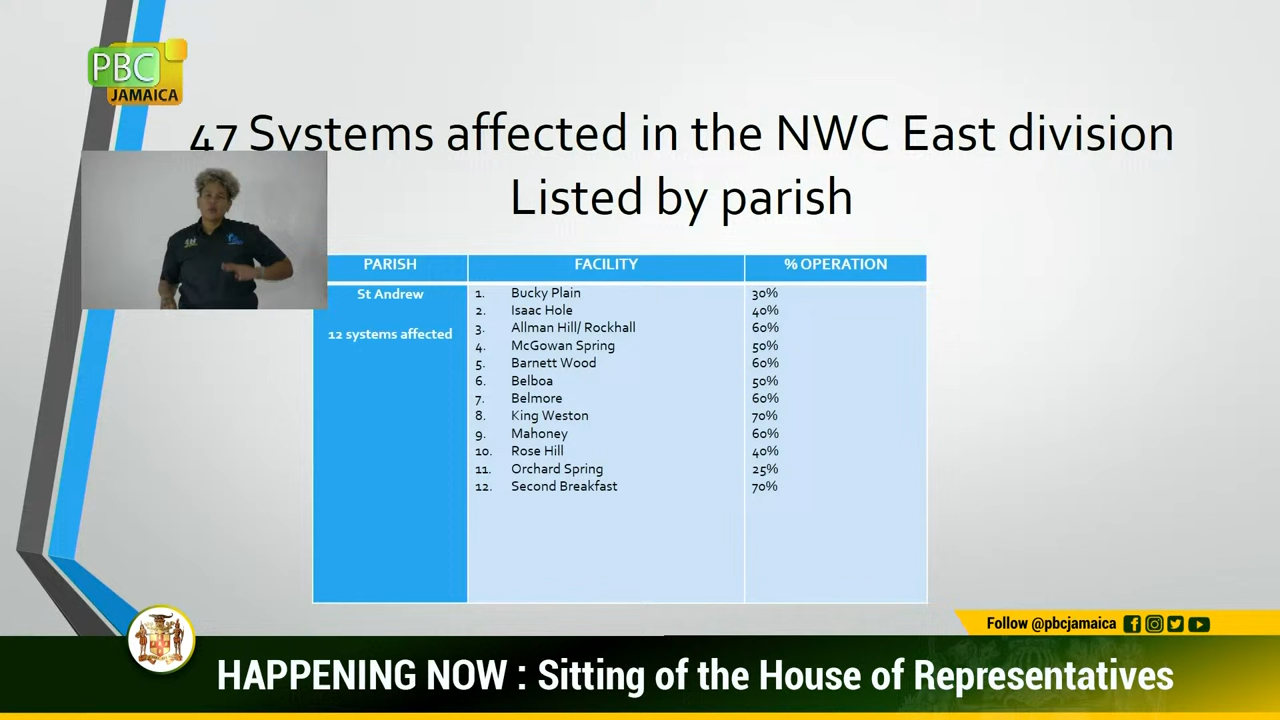 PBC
JAMAICA
47 Systems affected in the NWC East division
Listed by parish
PARISH FACILITY % OPERATION
St Andrew
12 systems affected
1. Bucky Plain 30%
2. Isaac Hole 40%
3. Allman Hill/ Rockhall 60%
4. McGowan Spring 50%
5. Barnett Wood 60%
6. Belboa 50%
7. Belmore 60%
8. King Weston 70%
9. Mahoney 60%
10. Rose Hill 40%
11. Orchard Spring 25%
12. Second Breakfast 70%
Follow @pbcjamaica
HAPPENING NOW : Sitting of the House of Representatives